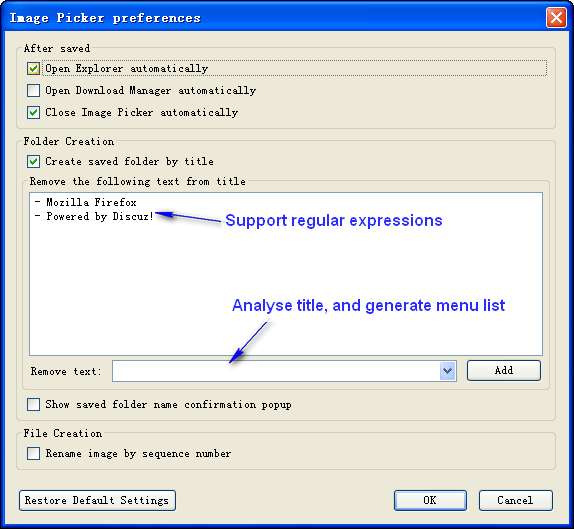 Image Picker preferences
After saved
Open Explorer automatically
Open Download Manager automatically
Close Image Picker automatically
Folder Creation
Create saved folder by title
Remove the following text from title
- Mozilla Firefox
- Powered by Discuz!
Support regular expressions
Analyse title, and generate menu list
Remove text:
Add
Show saved folder name confirmation popup
File Creation
Rename image by sequence number
Restore Default Settings
OK
Cancel